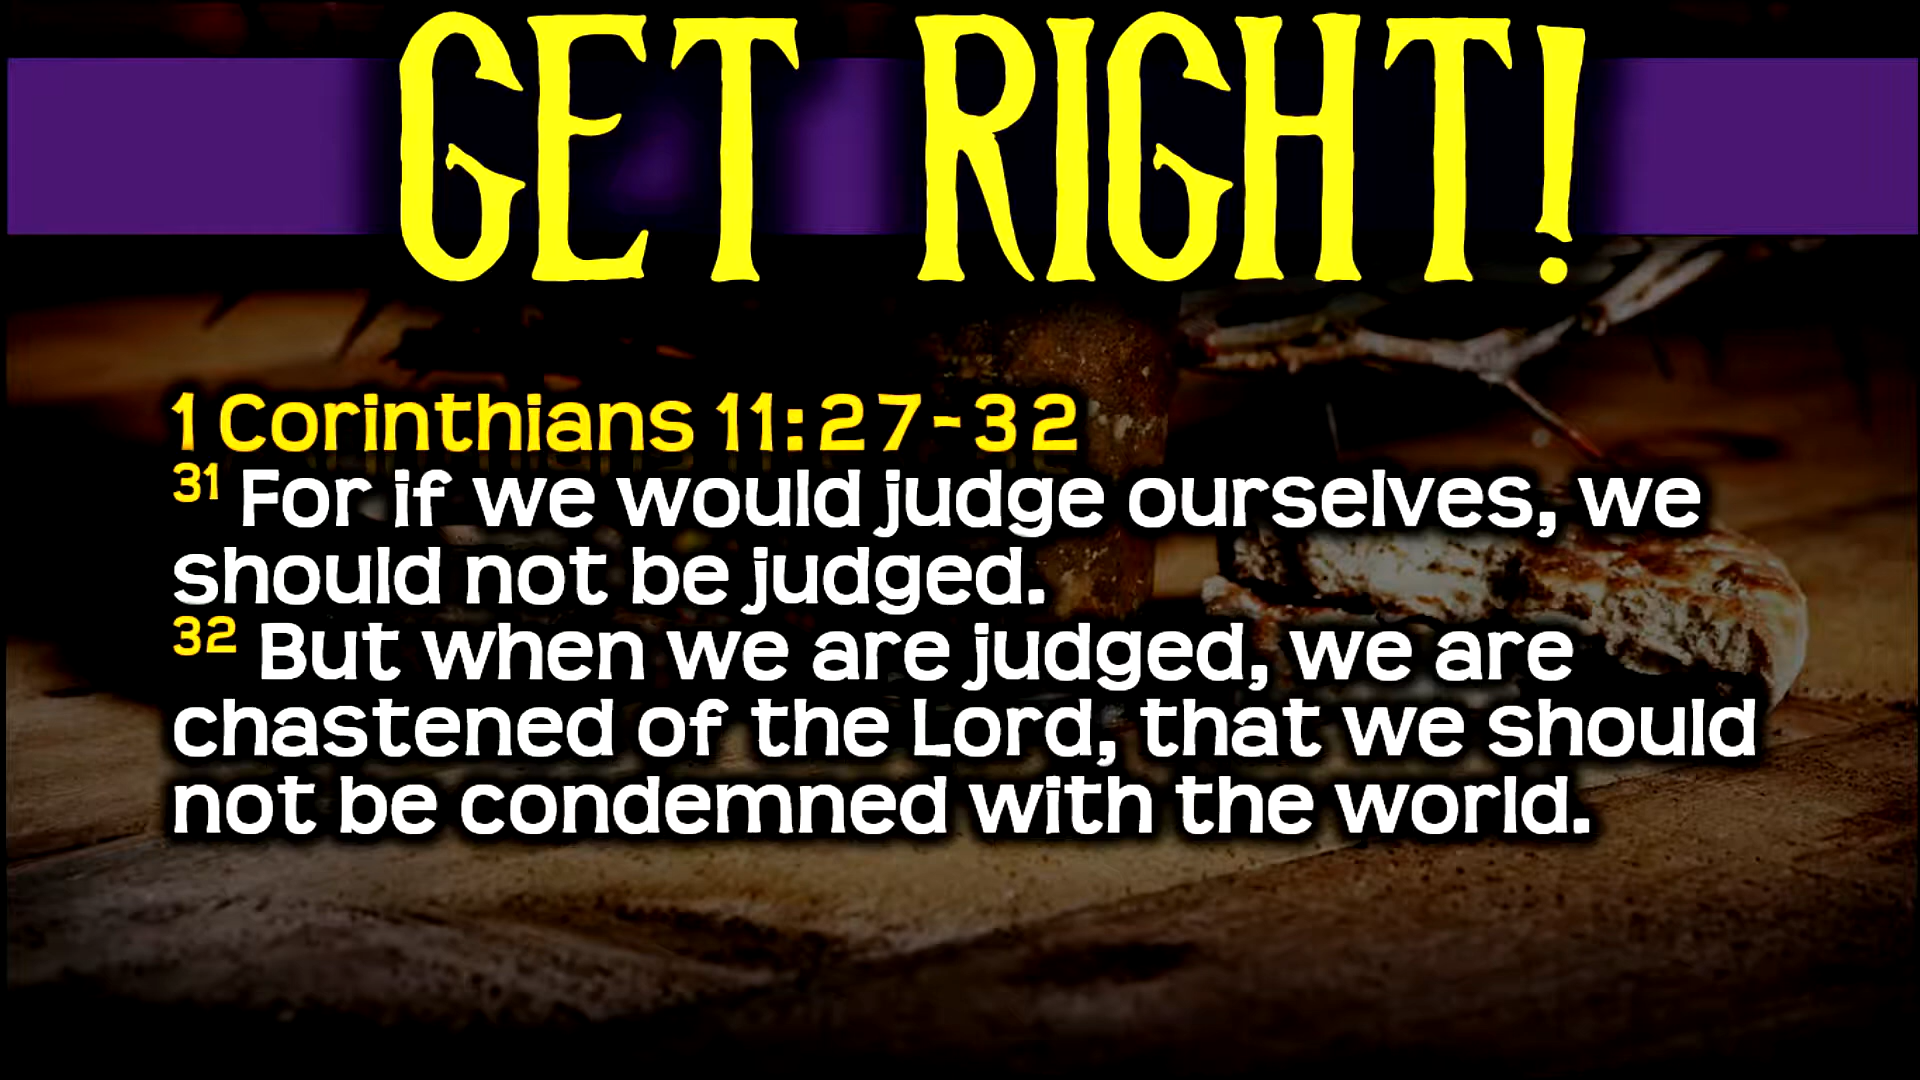 GET RIGHT!
1 Corinthians 11:27-32
31 For if we would judge ourselves, we
should not be judged.
32 But when we are judged, we are
chastened of the Lord, that we should
not be condemned with the world.